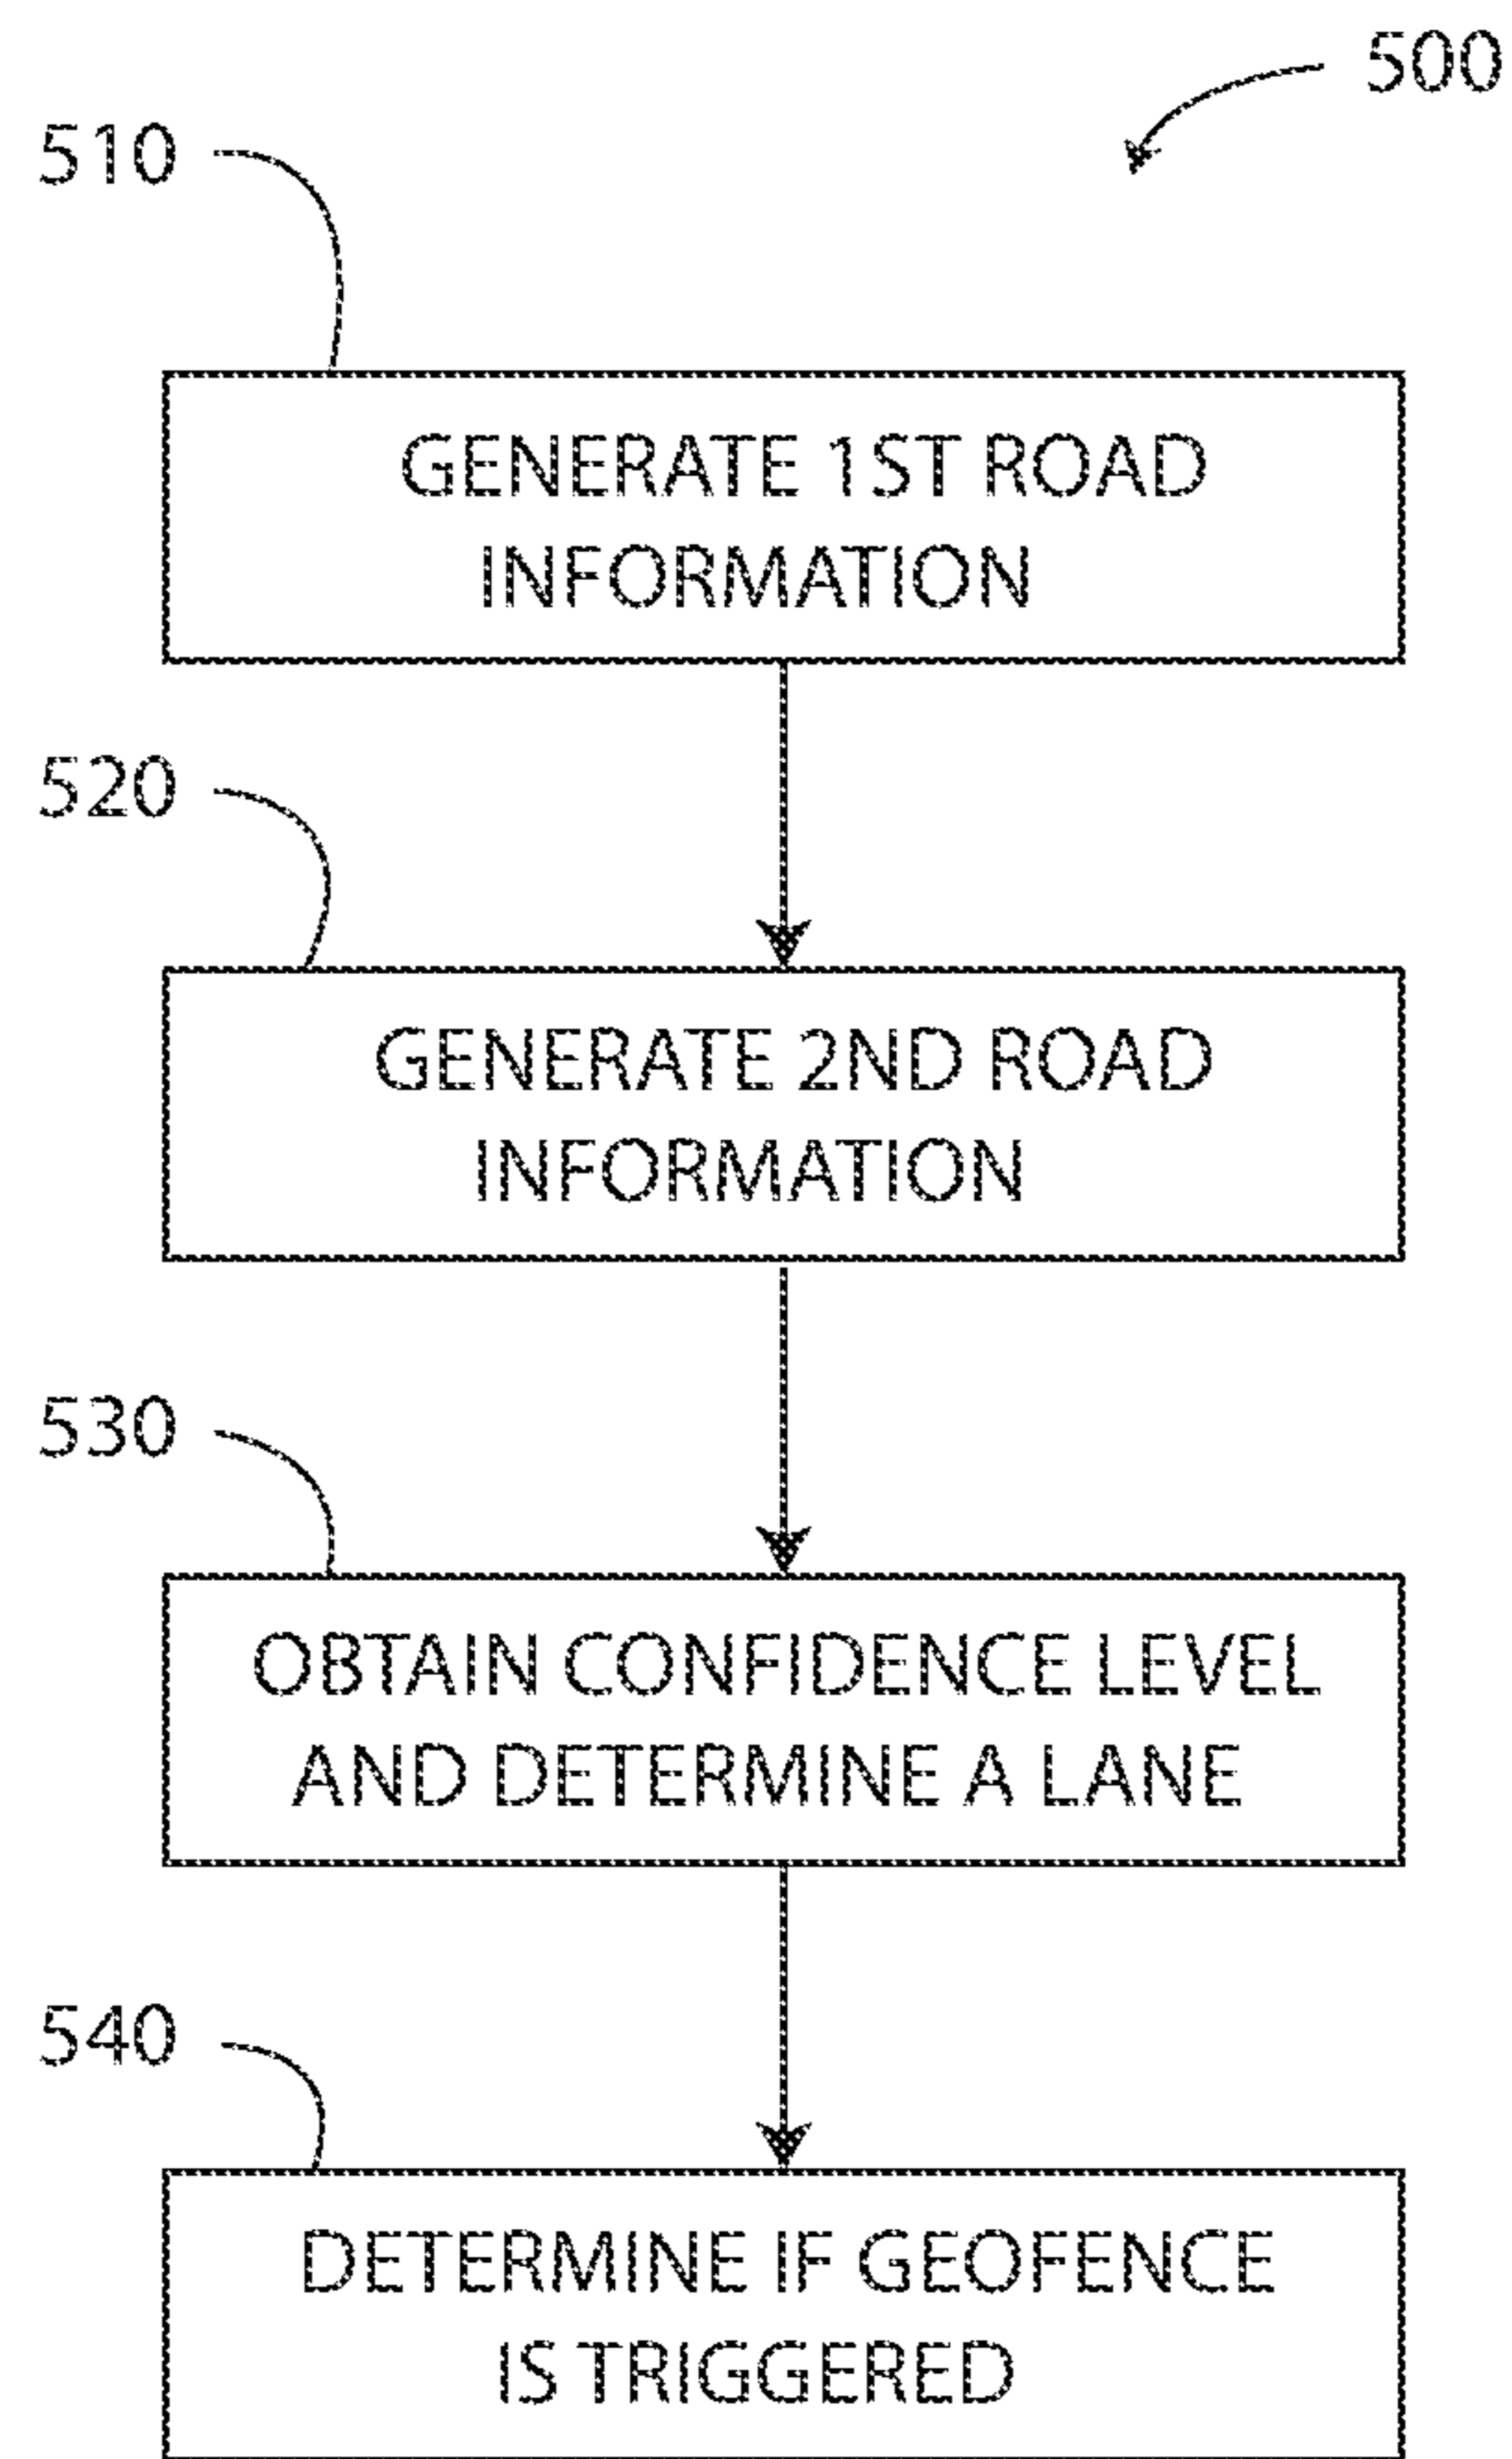 500
510
GENERATE 1ST ROAD
INFORMATION
520
GENERATE 2ND ROAD
INFORMATION
530
OBTAIN CONFIDENCE LEVEL
AND DETERMINE A LANE
540
DETERMINE IF GEOFENCE
IS TRIGGERED